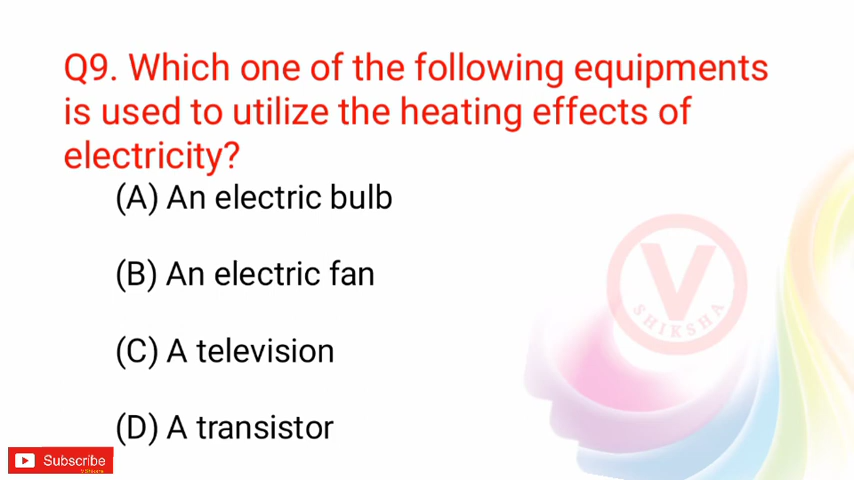 Q9. Which one of the following equipments
is used to utilize the heating effects of
electricity?
(A) An electric bulb
(B) An electric fan
V
SHIKSHA
(C) A television
(D) A transistor
Subscribe
V Shiksha